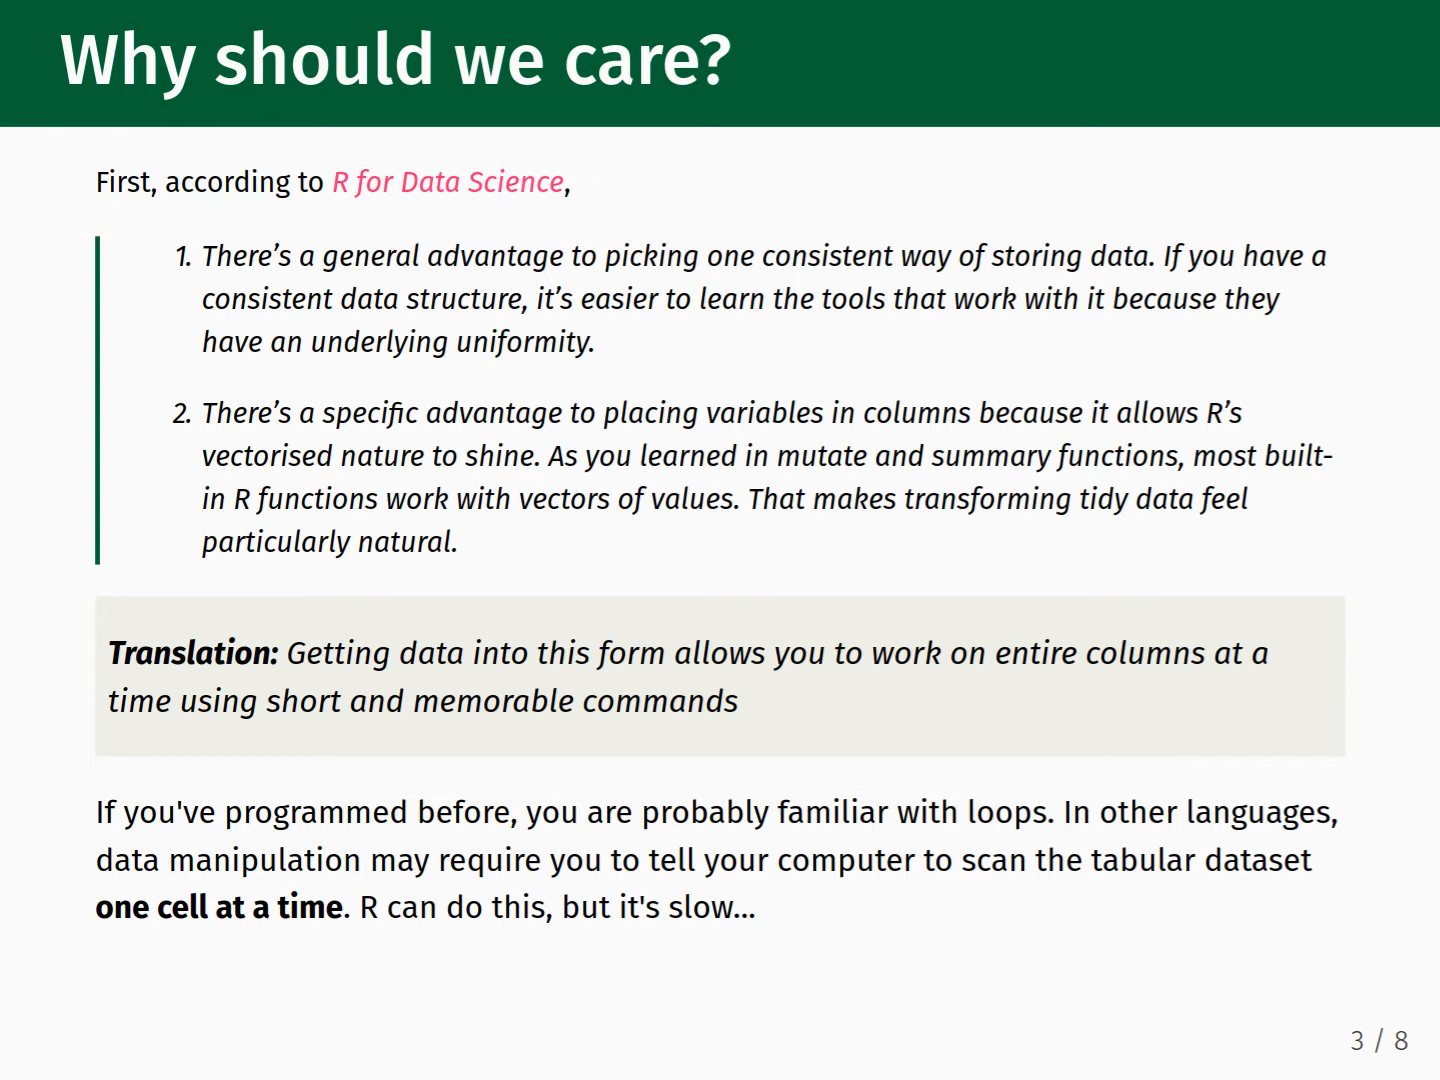 Why should we care?
First, according to R for Data Science,
1. There’s a general advantage to picking one consistent way of storing data. If you have a
consistent data structure, it’s easier to learn the tools that work with it because they
have an underlying uniformity.
2. There’s a specific advantage to placing variables in columns because it allows R’s
vectorised nature to shine. As you learned in mutate and summary functions, most built-
in R functions work with vectors of values. That makes transforming tidy data feel
particularly natural.
Translation: Getting data into this form allows you to work on entire columns at a
time using short and memorable commands
If you've programmed before, you are probably familiar with loops. In other languages,
data manipulation may require you to tell your computer to scan the tabular dataset
one cell at a time. R can do this, but it's slow...
3 / 8